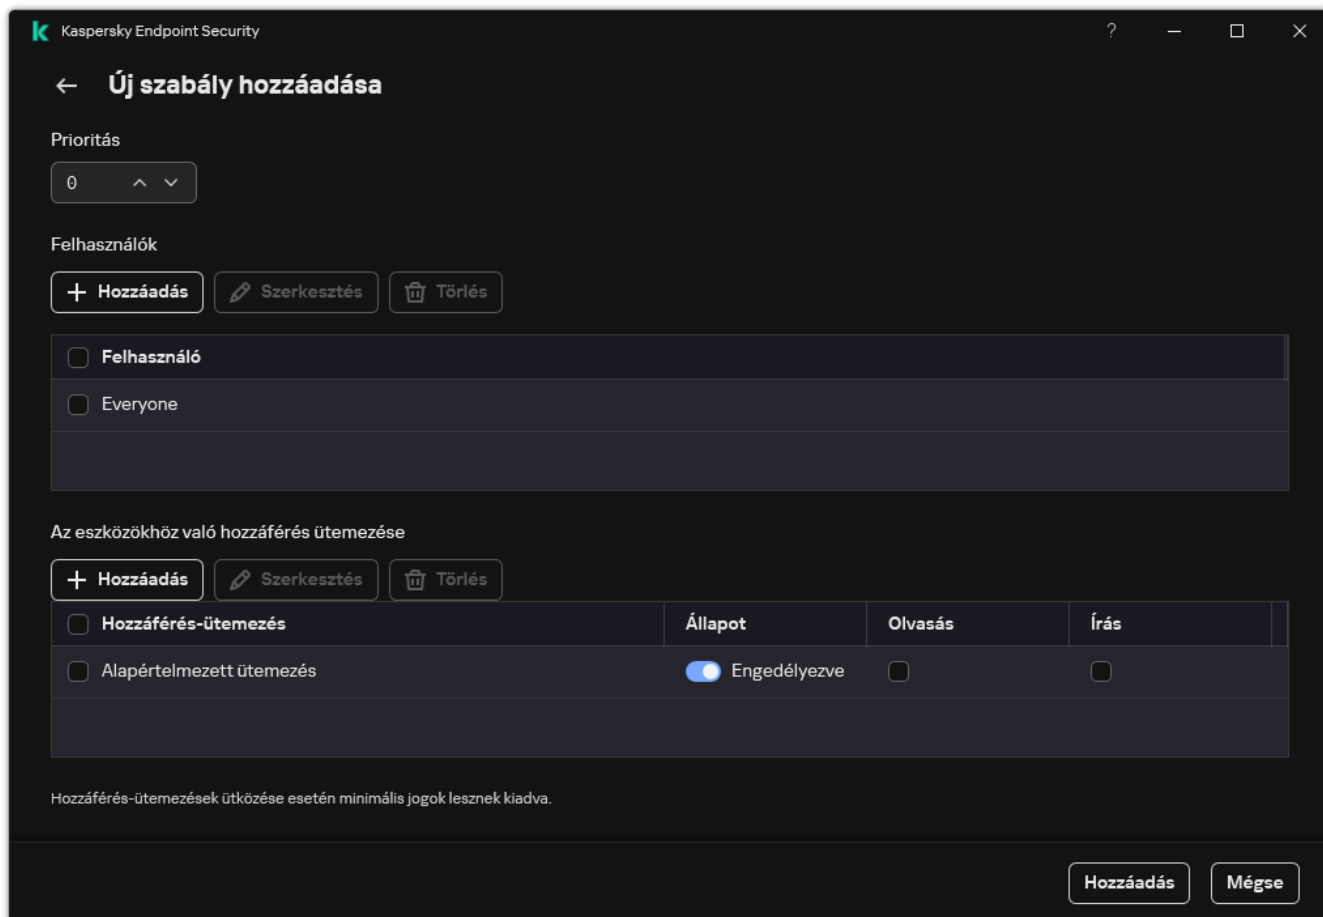 Kaspersky Endpoint Security
Új szabály hozzáadása
Prioritás
0
Felhasználók
Hozzáadás Szerkesztés Törlés
Felhasználó
Everyone
Az eszközökhöz való hozzáférés ütemezése
Hozzáadás Szerkesztés Törlés
Hozzáférés-ütemezés Állapot Olvasás Írás
Alapértelmezett ütemezés Engedélyezve
Hozzáférés-ütemezések ütközése esetén minimális jogok lesznek kiadva.
Hozzáadás Mégse